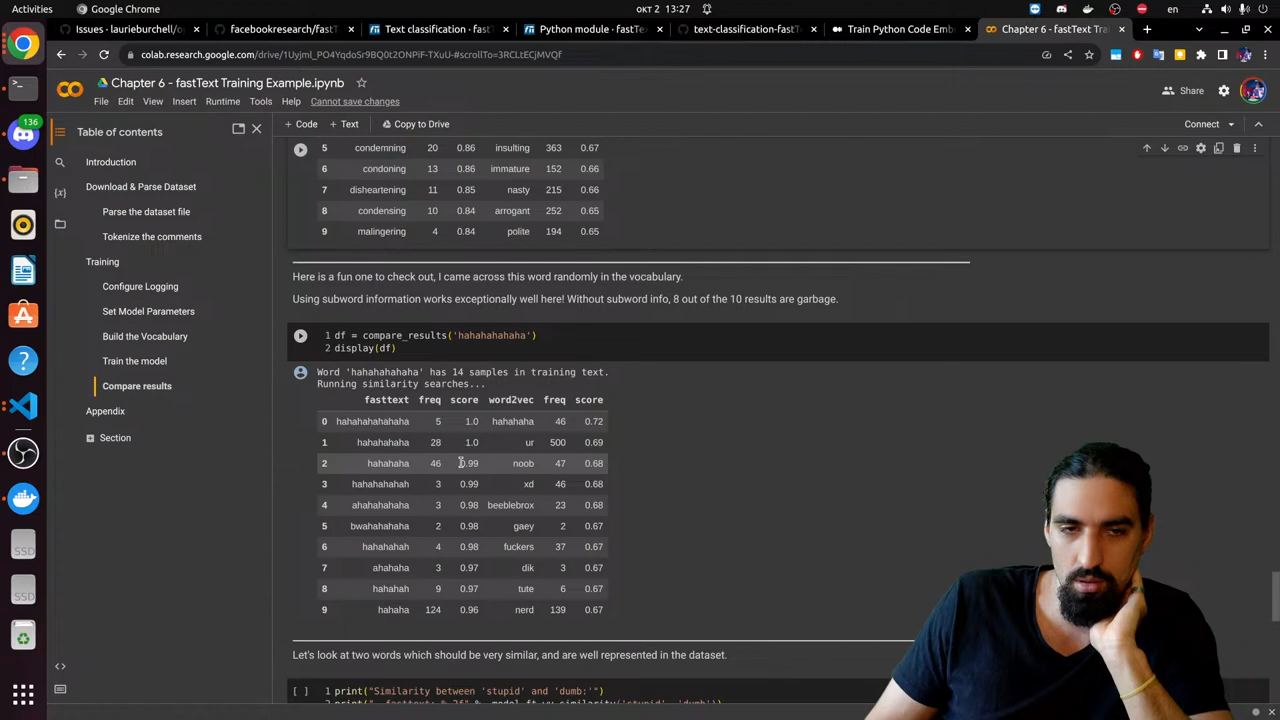 Activities
Google Chrome
окт 2 13:27
en
Issues · laurieburchell/op
facebookresearch/fastT
Text classification · fastT
Python module · fastText
text-classification-fastT
Train Python Code Emb
Chapter 6 - fastText Tra
colab.research.google.com/drive/1Uyjml_PO4YqdoSr9BQ0t2ONPiF-TXuU-#scrollTo=3RCLrtMVQf
Chapter 6 - fastText Training Example.ipynb
File Edit View Insert Runtime Tools Help Cannot save changes
Share
136
Table of contents
Introduction
Download & Parse Dataset
Parse the dataset file
Tokenize the comments
Training
Configure Logging
Set Model Parameters
Build the Vocabulary
Train the model
Compare results
Appendix
Section
+ Code + Text Copy to Drive
Connect
5 condemning 20 0.86 insulting 363 0.67
6 condoning 13 0.86 immature 152 0.66
7 disheartening 11 0.85 nasty 215 0.66
8 condensing 10 0.84 arrogant 252 0.65
9 malingering 4 0.84 polite 194 0.65
Here is a fun one to check out, I came across this word randomly in the vocabulary.
Using subword information works exceptionally well here! Without subword info, 8 out of the 10 results are garbage.
1 df = compare_results('hahahahahaha')
2 display(df)
Word 'hahahahahaha' has 14 samples in training text.
Running similarity searches...
fasttext freq score word2vec freq score
0 hahahahahahaha 5 1.0 hahahaha 46 0.72
1 hahahahaha 28 1.0 ur 500 0.69
2 hahahaha 46 0.99 noob 47 0.68
3 hahahahahah 3 0.99 xd 46 0.68
4 ahahahaha 3 0.98 beeblebrox 23 0.68
5 bwahahahaha 2 0.98 gaey 2 0.67
6 hahahahah 4 0.98 fuckers 37 0.67
7 ahahaha 3 0.97 dik 3 0.67
8 hahahah 9 0.97 tute 6 0.67
9 hahaha 124 0.96 nerd 139 0.67
Let's look at two words which should be very similar, and are well represented in the dataset.
[ ] 1 print("Similarity between 'stupid' and 'dumb:'")
SSD
SSD